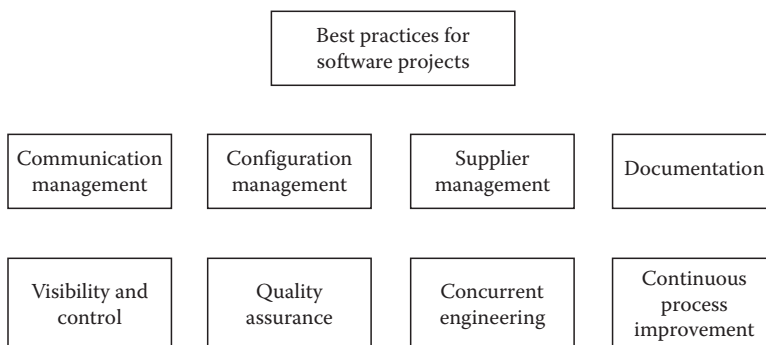 Best practices for
software projects
Communication
management
Configuration
management
Supplier
management
Documentation
Visibility and
control
Quality
assurance
Concurrent
engineering
Continuous
process
improvement